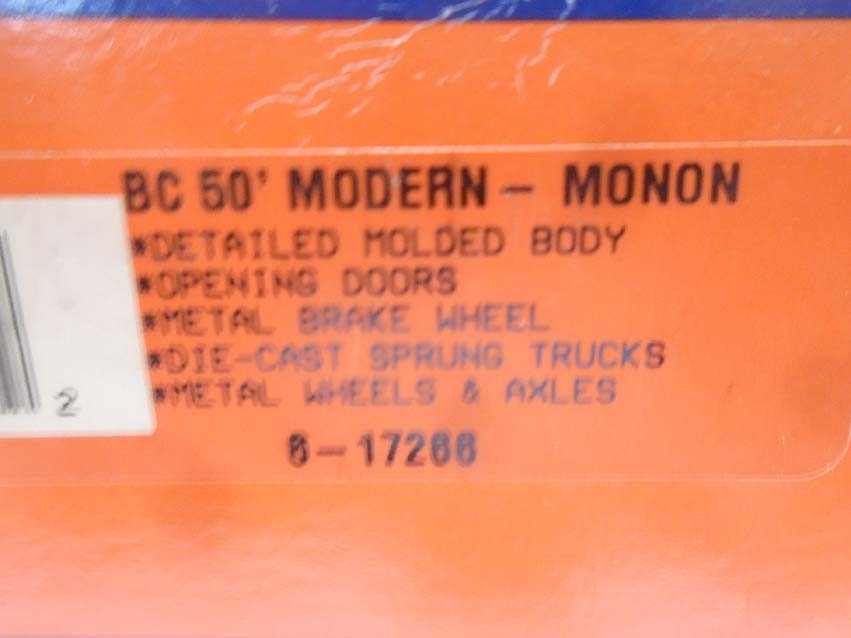 BC 50' MODERN – MONON
*DETAILED MOLDED BODY
*OPENING DOORS
*METAL BRAKE WHEEL
*DIE-CAST SPRUNG TRUCKS
*METAL WHEELS & AXLES
6–17266
2